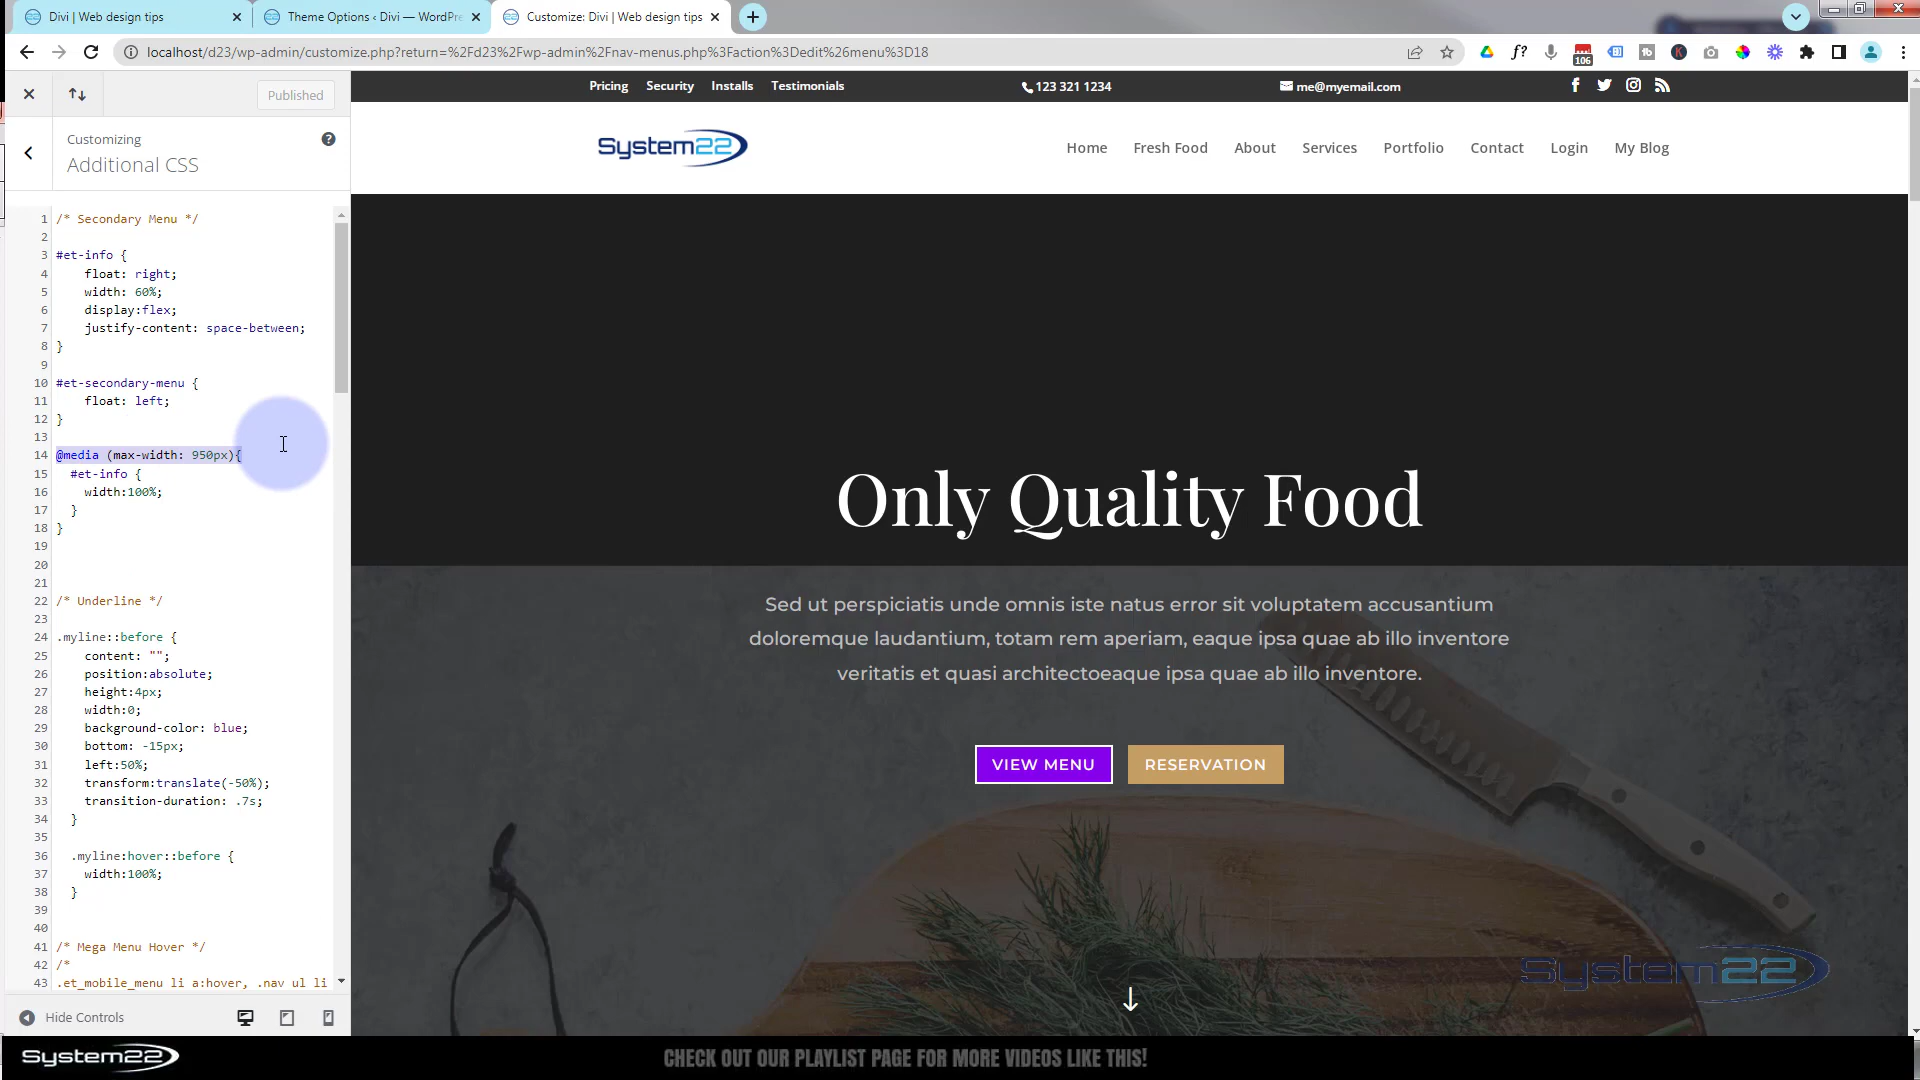 Divi | Web design tips
Theme Options ‹ Divi — WordPre
Customize: Divi | Web design tips
localhost/d23/wp-admin/customize.php?return=%2Fd23%2Fwp-admin%2Fnav-menus.php%3Faction%3Dedit%26menu%3D18
f?
106
Published
Customizing
Additional CSS
1 /* Secondary Menu */
2
3 #et-info {
4 float: right;
5 width: 60%;
6 display:flex;
7 justify-content: space-between;
8 }
9
10 #et-secondary-menu {
11 float: left;
12 }
13
14 @media (max-width: 950px){
15 #et-info {
16 width:100%;
17 }
18 }
19
20
21
22 /* Underline */
23
24 .myline::before {
25 content: "";
26 position:absolute;
27 height:4px;
28 width:0;
29 background-color: blue;
30 bottom: -15px;
31 left:50%;
32 transform:translate(-50%);
33 transition-duration: .7s;
34 }
35
36 .myline:hover::before {
37 width:100%;
38 }
39
40
41 /* Mega Menu Hover */
42 /*
43 .et_mobile_menu li a:hover, .nav ul li
Hide Controls
Pricing Security Installs Testimonials 123 321 1234 me@myemail.com
System22
Home Fresh Food About Services Portfolio Contact Login My Blog
Only Quality Food
Sed ut perspiciatis unde omnis iste natus error sit voluptatem accusantium
doloremque laudantium, totam rem aperiam, eaque ipsa quae ab illo inventore
veritatis et quasi architectoeaque ipsa quae ab illo inventore.
VIEW MENU RESERVATION
System22
System22
CHECK OUT OUR PLAYLIST PAGE FOR MORE VIDEOS LIKE THIS!